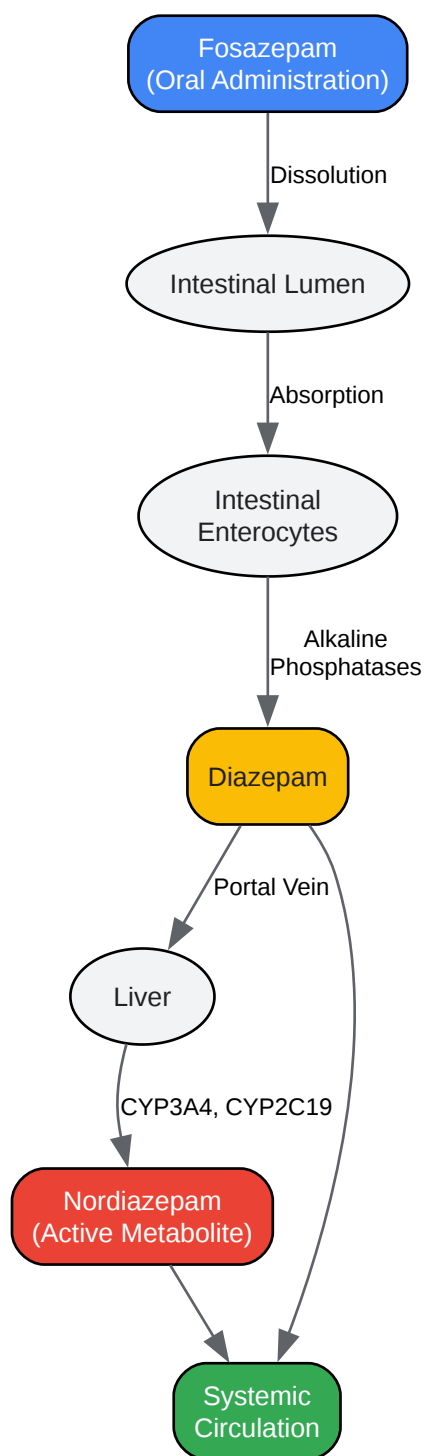 Fosazepam
(Oral Administration)
Dissolution
Intestinal Lumen
Absorption
Intestinal
Enterocytes
Alkaline
Phosphatases
Diazepam
Portal Vein
Liver
CYP3A4, CYP2C19
Nordiazepam
(Active Metabolite)
Systemic
Circulation